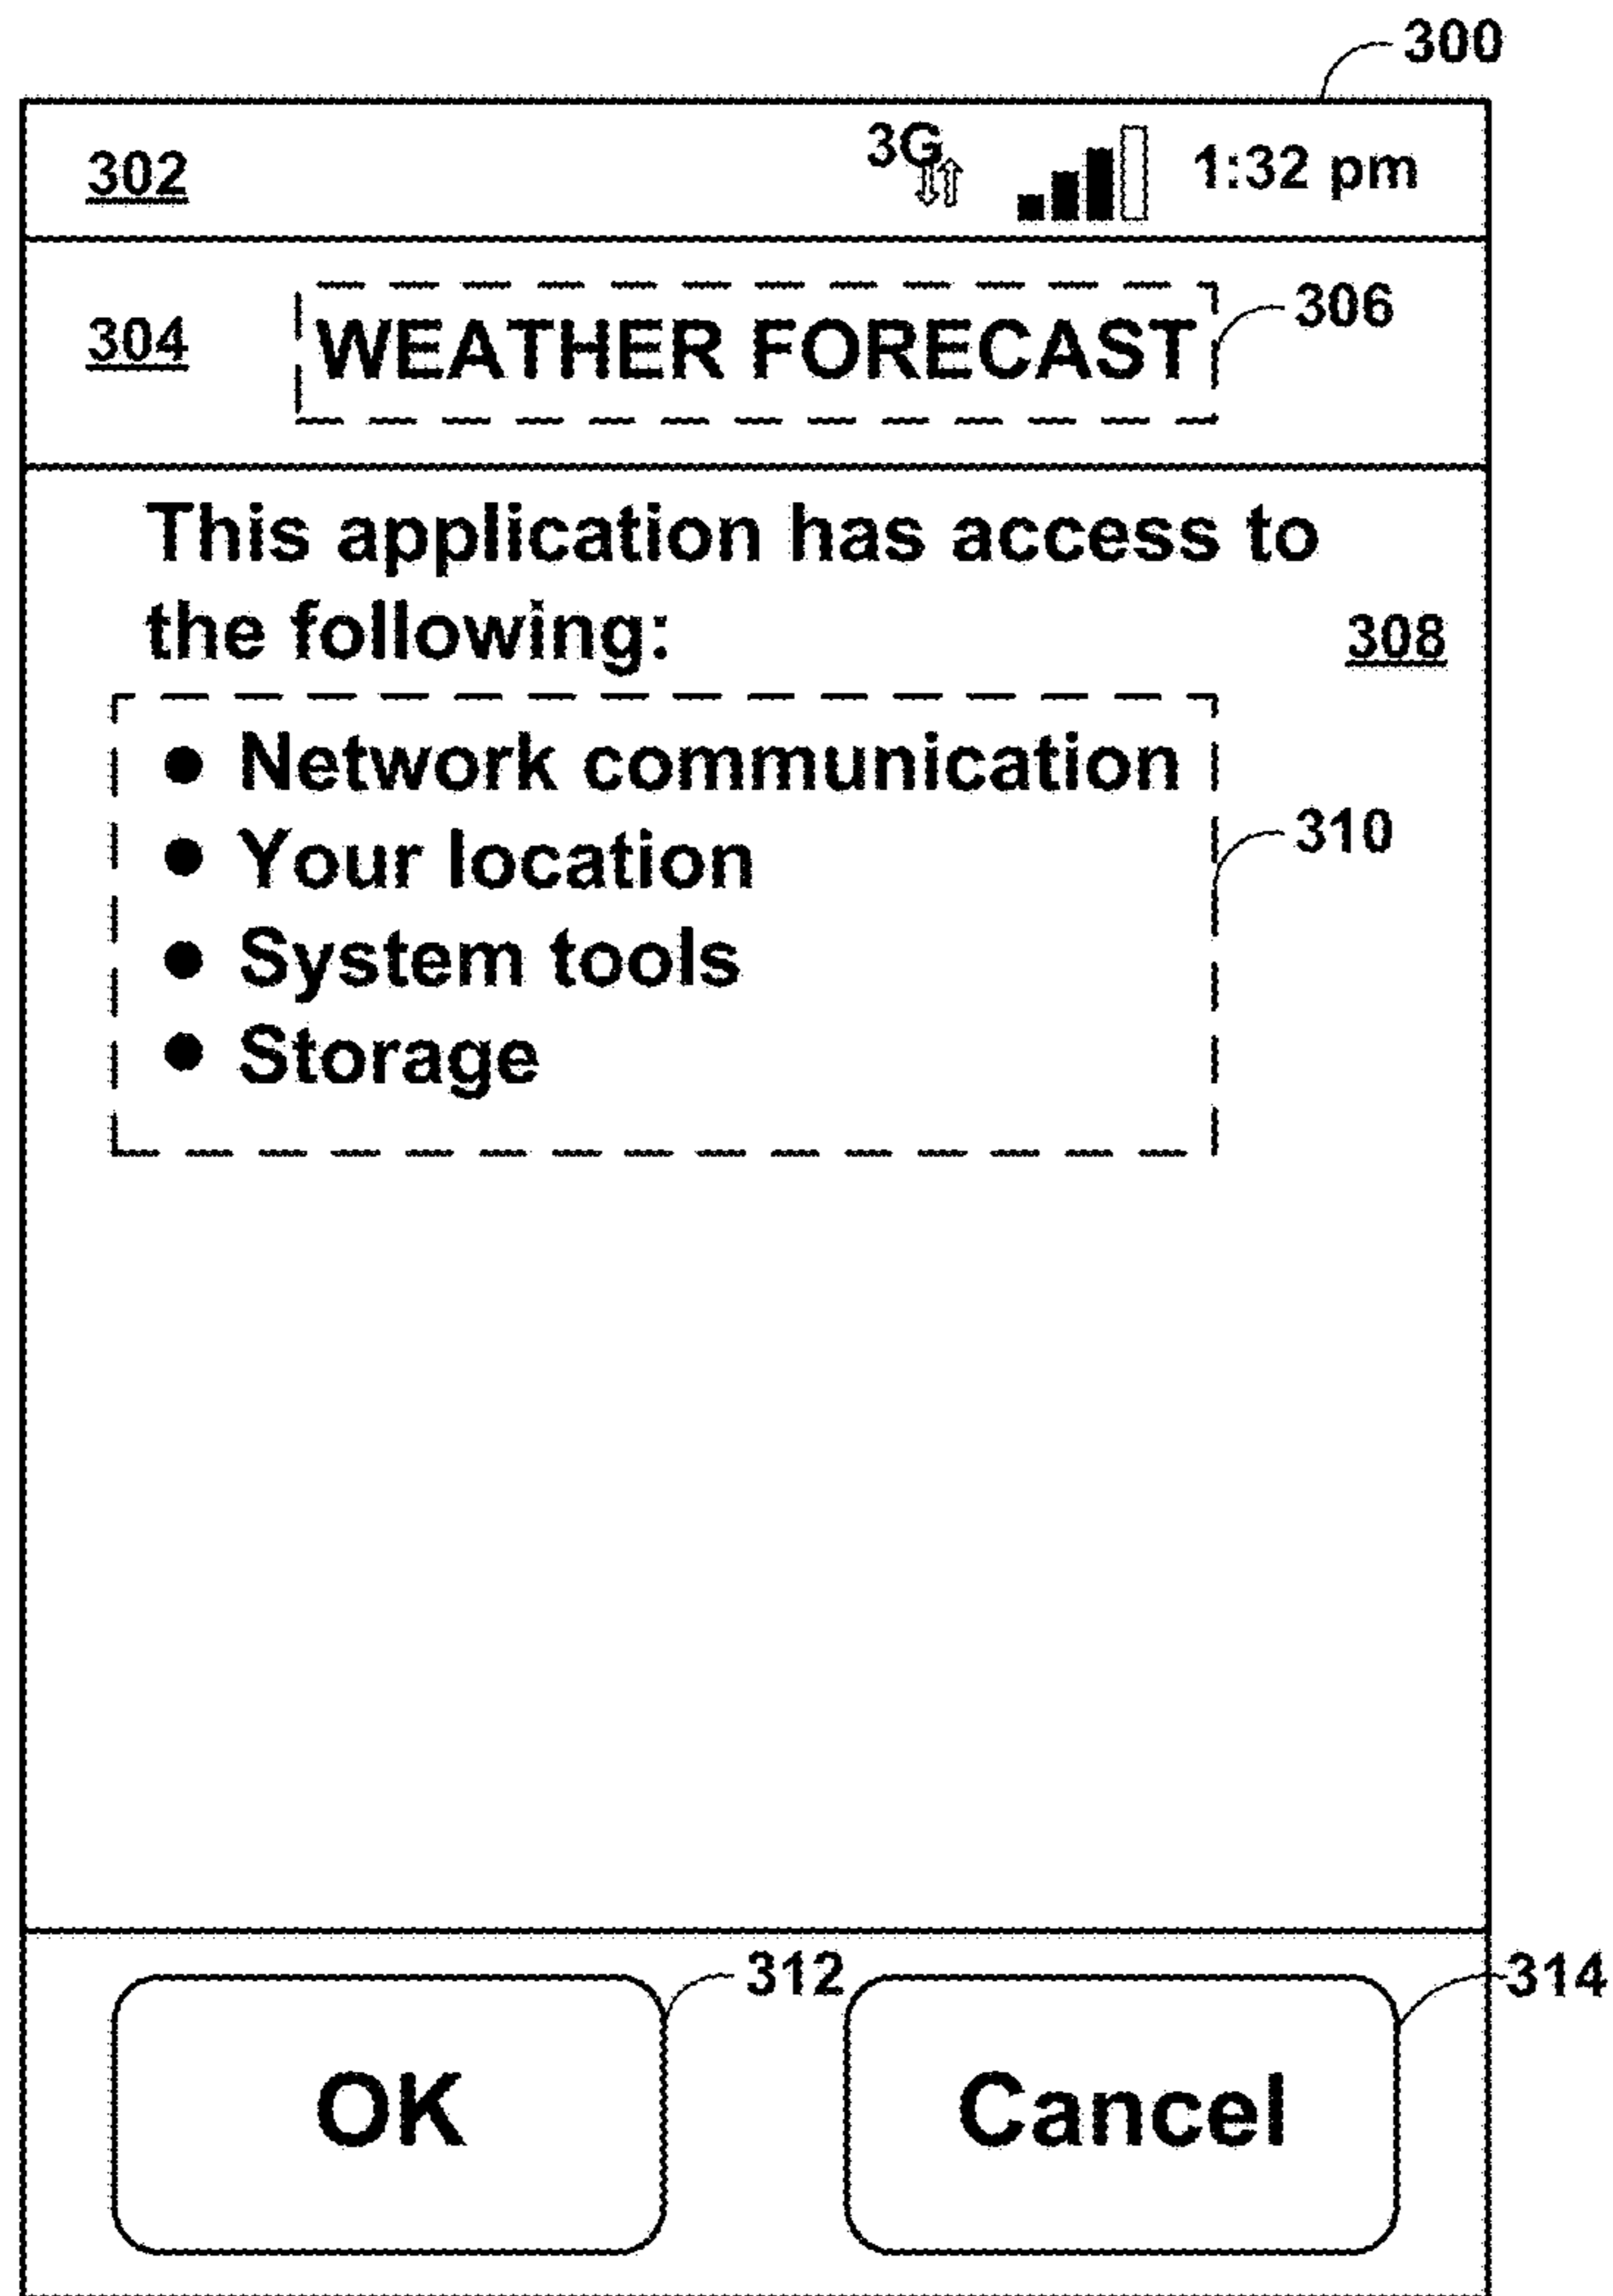 300
302 3G 1:32 pm
304 WEATHER FORECAST 306
This application has access to
the following:
308
• Network communication
310
• Your location
• System tools
• Storage
312 314
OK Cancel